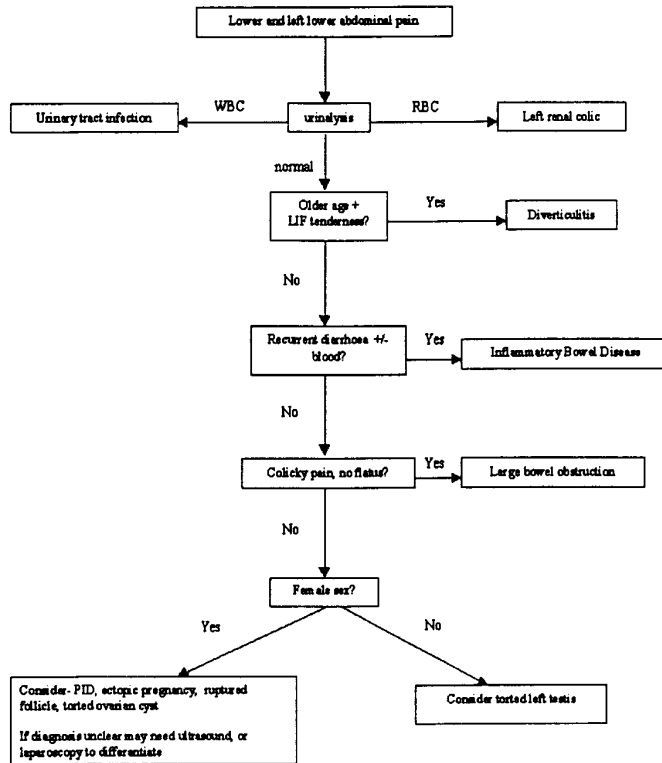 Lower and left lower abdominal pain
WBC
RBC
Urinary tract infection
urinalysis
Left renal colic
normal
Older age +
LIF tenderness?
Yes
Diverticulitis
No
Recurrent diarrhoea +/-
blood?
Yes
Inflammatory Bowel Disease
No
Colicky pain, no flatus?
Yes
Large bowel obstruction
No
Female sex?
Yes
No
Consider- PID, ectopic pregnancy, ruptured
follicle, torted ovarian cyst
If diagnosis unclear may need ultrasound, or
laparoscopy to differentiate
Consider torted left testis